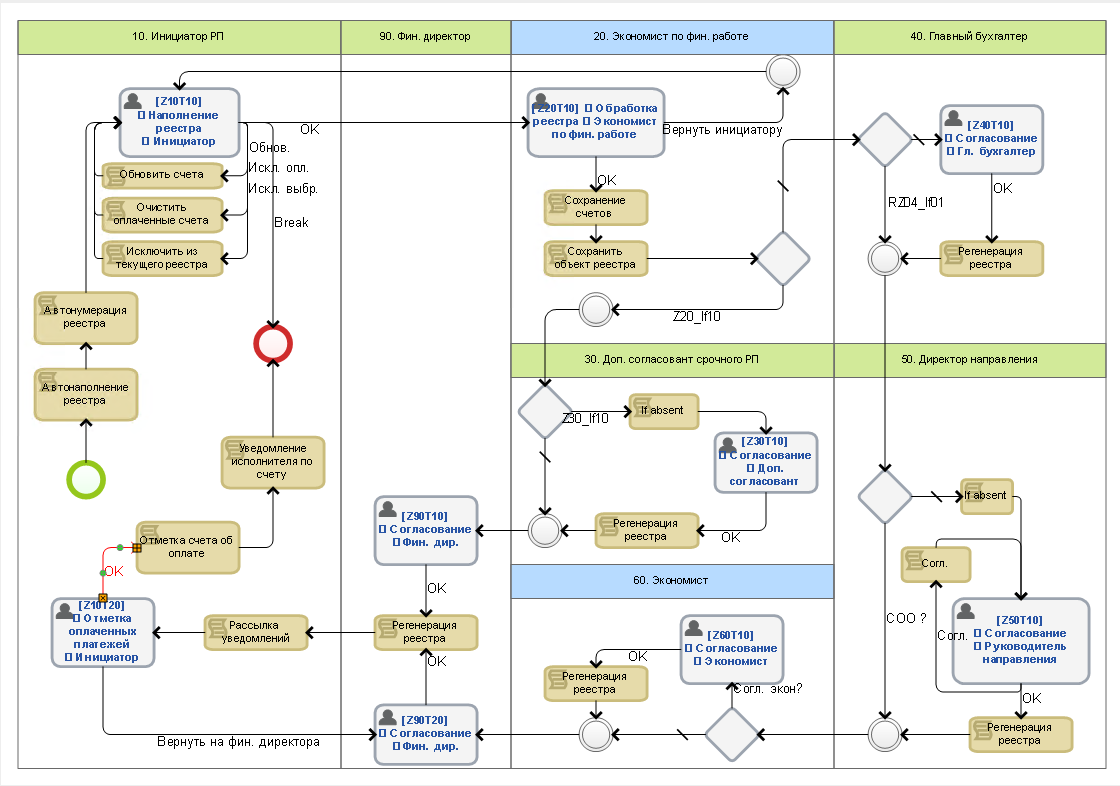 10. Инициатор РП
90. Фин. директор
20. Экономист по фин. работе
40. Главный бухгалтер
[Z10T10]
Наполнение
реестра
Инициатор
OK
Обнов.
Искл. опл.
Искл. выбр.
Break
Обновить счета
Очистить
оплаченные счета
Исключить из
текущего реестра
Автонумерация
реестра
Автонаполнение
реестра
Уведомление
исполнителя по
счету
Отметка счета об
оплате
OK
[Z10T20]
Отметка
оплаченных
платежей
Инициатор
Рассылка
уведомлений
Вернуть на фин. директора
[Z90T10]
Согласование
Фин. дир.
OK
Регенерация
реестра
OK
[Z90T20]
Согласование
Фин. дир.
[Z20T10] Обработка
реестра Экономист
по фин. работе
Вернуть инициатору
OK
Сохранение
счетов
Сохранить
объект реестра
Z20_If10
30. Доп. согласовант срочного РП
Z30_If10
If absent
[Z30T10]
Согласование
Доп.
согласовант
OK
Регенерация
реестра
60. Экономист
[Z60T10]
Согласование
Экономист
OK
Регенерация
реестра
Согл. экон?
[Z40T10]
Согласование
Гл. бухгалтер
OK
RZ04_If01
Регенерация
реестра
50. Директор направления
If absent
Согл.
СОО ?
Согл.
[Z50T10]
Согласование
Руководитель
направления
OK
Регенерация
реестра